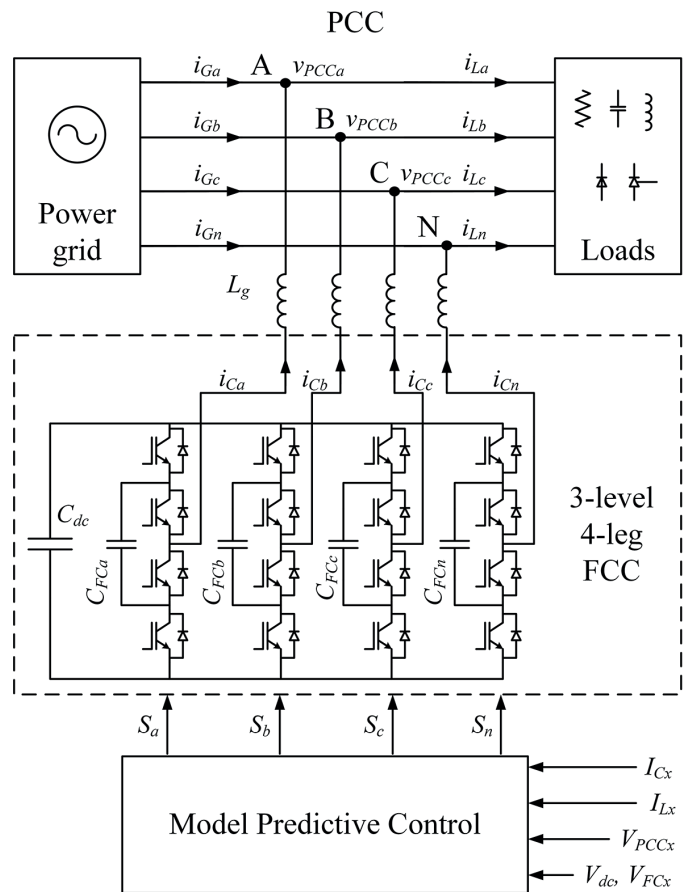 PCC
i_Ga A v_PCCa i_La
i_Gb B v_PCCb i_Lb
i_Gc C v_PCCc i_Lc
i_Gn N i_Ln
Power
grid
Loads
L_g
i_Ca i_Cb i_Cc i_Cn
C_dc
C_FCa C_FCb C_FCc C_FCn
3-level
4-leg
FCC
S_a S_b S_c S_n
Model Predictive Control
I_Cx
I_Lx
V_PCCx
V_dc, V_FCx